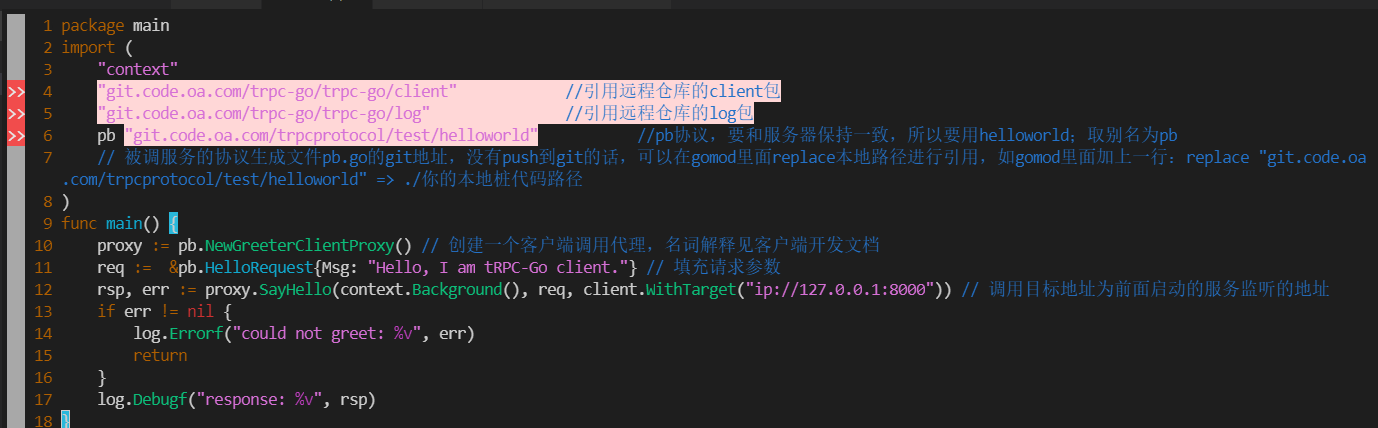 1 package main
2 import (
3 "context"
>> 4 "git.code.oa.com/trpc-go/trpc-go/client" //引用远程仓库的client包
>> 5 "git.code.oa.com/trpc-go/trpc-go/log" //引用远程仓库的log包
>> 6 pb "git.code.oa.com/trpcprotocol/test/helloworld" //pb协议，要和服务器保持一致，所以要用helloworld；取别名为pb
7 // 被调服务的协议生成文件pb.go的git地址，没有push到git的话，可以在gomod里面replace本地路径进行引用，如gomod里面加上一行：replace "git.code.oa
.com/trpcprotocol/test/helloworld" => ./你的本地桩代码路径
8 )
9 func main() {
10 proxy := pb.NewGreeterClientProxy() // 创建一个客户端调用代理，名词解释见客户端开发文档
11 req := &pb.HelloRequest{Msg: "Hello, I am tRPC-Go client."} // 填充请求参数
12 rsp, err := proxy.SayHello(context.Background(), req, client.WithTarget("ip://127.0.0.1:8000")) // 调用目标地址为前面启动的服务监听的地址
13 if err != nil {
14 log.Errorf("could not greet: %v", err)
15 return
16 }
17 log.Debugf("response: %v", rsp)
18 }